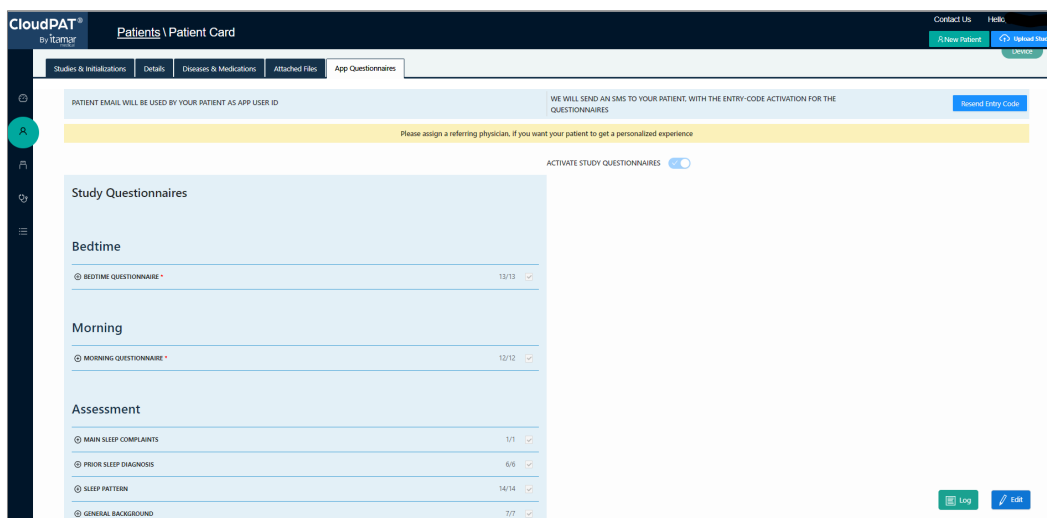 CloudPAT®
By itamar
medical
Patients \ Patient Card
Contact Us
Hello,
New Patient
Upload Stud
Device
Studies & Initializations
Details
Diseases & Medications
Attached Files
App Questionnaires
PATIENT EMAIL WILL BE USED BY YOUR PATIENT AS APP USER ID
WE WILL SEND AN SMS TO YOUR PATIENT, WITH THE ENTRY-CODE ACTIVATION FOR THE
QUESTIONNAIRES
Resend Entry Code
Please assign a referring physician, if you want your patient to get a personalized experience
ACTIVATE STUDY QUESTIONNAIRES
Study Questionnaires
Bedtime
BEDTIME QUESTIONNAIRE * 13/13
Morning
MORNING QUESTIONNAIRE * 12/12
Assessment
MAIN SLEEP COMPLAINTS 1/1
PRIOR SLEEP DIAGNOSIS 6/6
SLEEP PATTERN 14/14
GENERAL BACKGROUND 7/7
Log
Edit